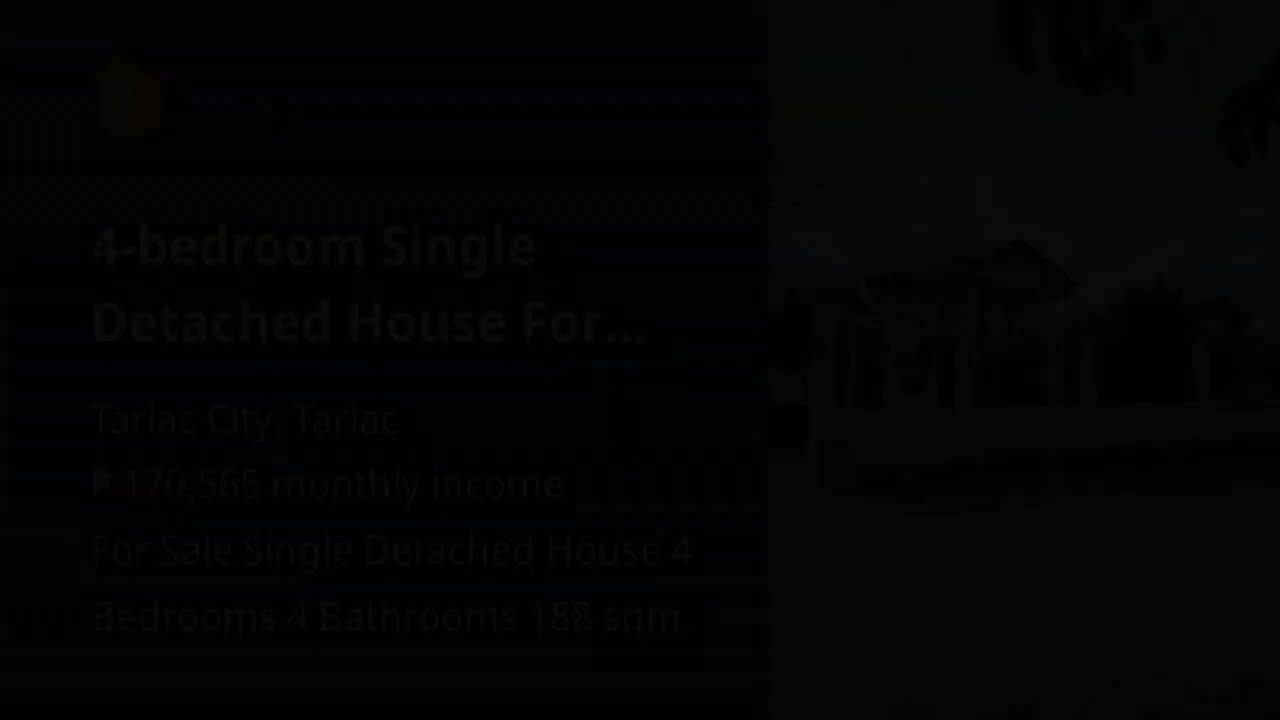 4-bedroom Single
Detached House For...
Tarlac City, Tarlac
₱ 170,565 monthly income
For Sale Single Detached House 4
Bedrooms 4 Bathrooms 188 sqm